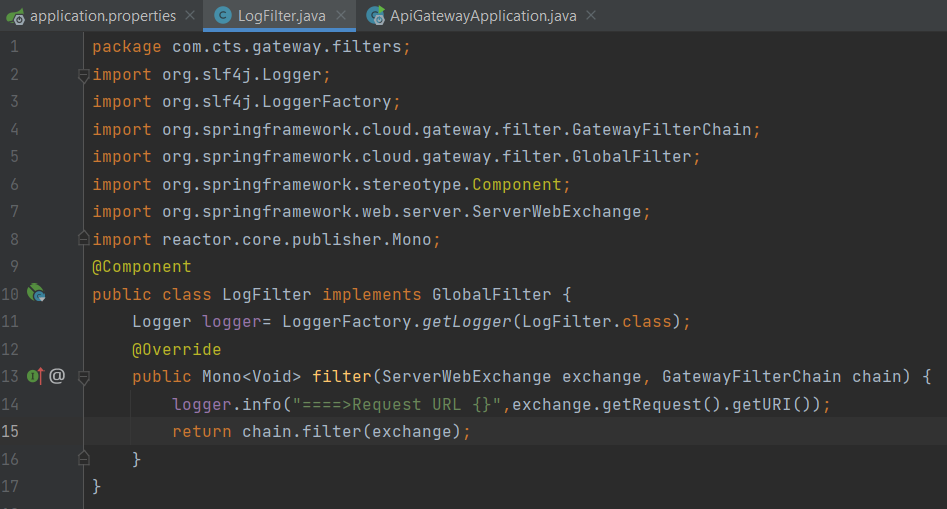 application.properties LogFilter.java ApiGatewayApplication.java
1 package com.cts.gateway.filters;
2 import org.slf4j.Logger;
3 import org.slf4j.LoggerFactory;
4 import org.springframework.cloud.gateway.filter.GatewayFilterChain;
5 import org.springframework.cloud.gateway.filter.GlobalFilter;
6 import org.springframework.stereotype.Component;
7 import org.springframework.web.server.ServerWebExchange;
8 import reactor.core.publisher.Mono;
9 @Component
10 public class LogFilter implements GlobalFilter {
11     Logger logger= LoggerFactory.getLogger(LogFilter.class);
12     @Override
13 @ public Mono<Void> filter(ServerWebExchange exchange, GatewayFilterChain chain) {
14         logger.info("====>Request URL {}",exchange.getRequest().getURI());
15         return chain.filter(exchange);
16     }
17 }